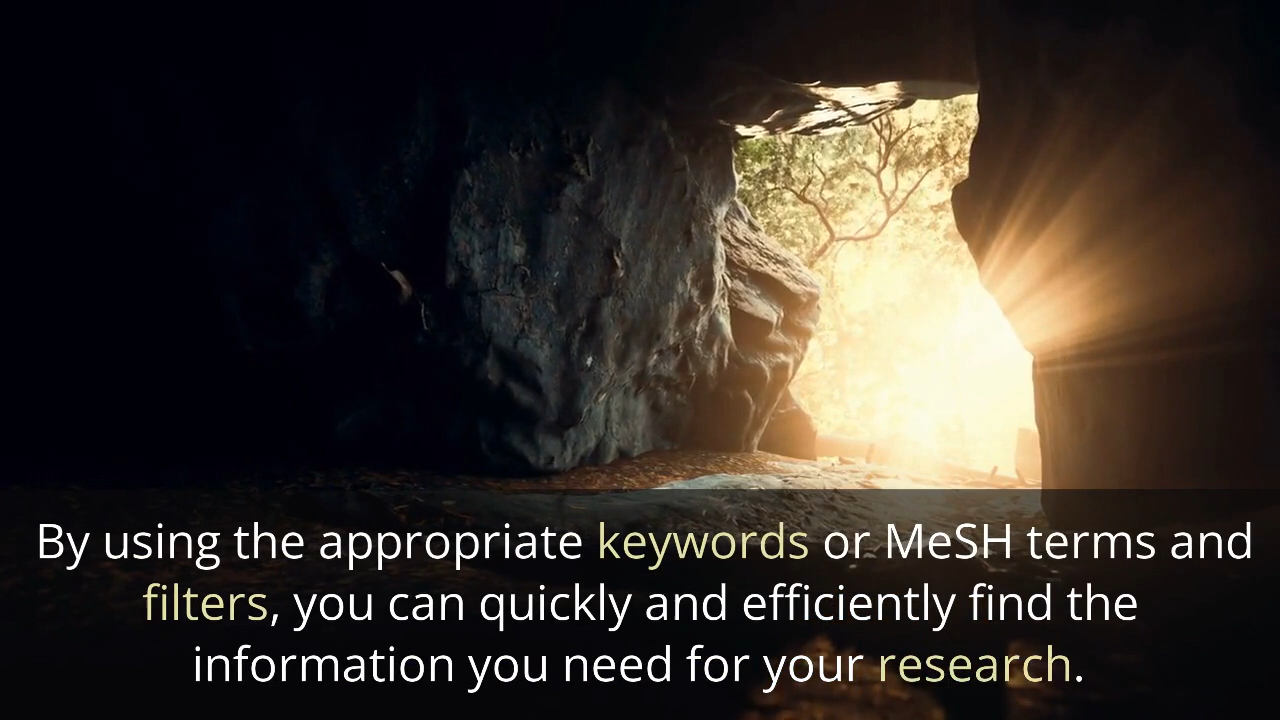 By using the appropriate keywords or MeSH terms and
filters, you can quickly and efficiently find the
information you need for your research.